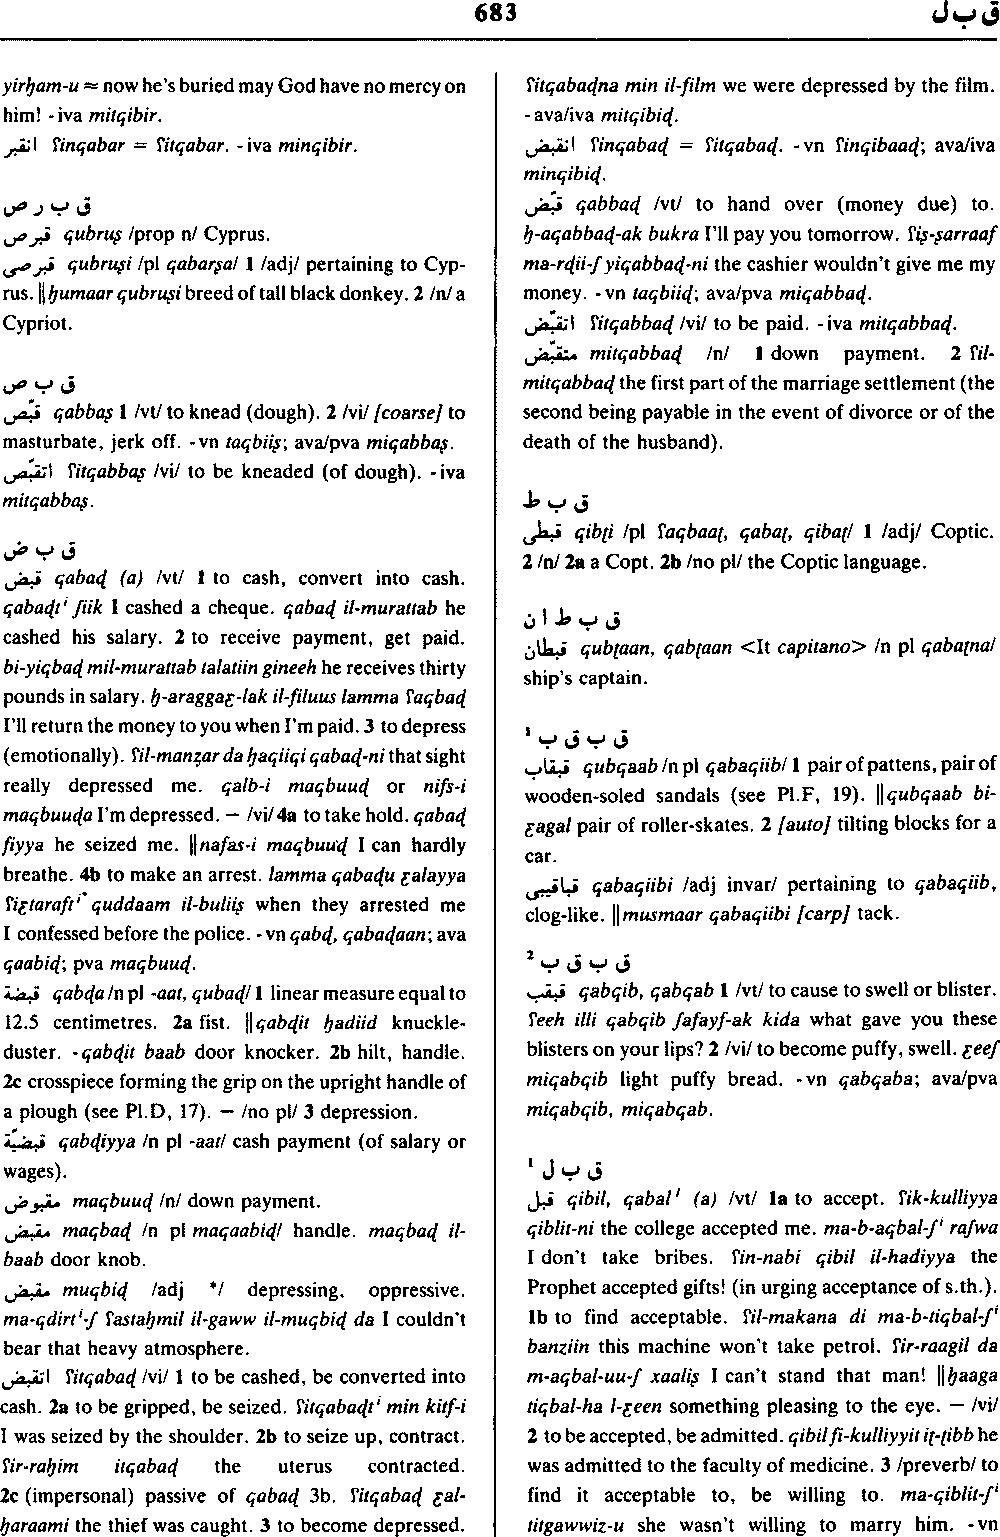 683
ق ب ل
yirḥam-u ≈ now he's buried may God have no mercy on
him! -iva mitqibir.
انقبر ʕinqabar = ʕitqabar. -iva minqibir.
ق ب ر ص
قبرص qubruṣ /prop n/ Cyprus.
قبرصي qubruṣi /pl qabarṣa/ 1 /adj/ pertaining to Cyp-
rus. ‖ḥumaar qubruṣi breed of tall black donkey. 2 /n/ a
Cypriot.
ق ب ص
قبّص qabbaṣ 1 /vt/ to knead (dough). 2 /vi/ [coarse] to
masturbate, jerk off. -vn taqbiiṣ; ava/pva miqabbaṣ.
اتقبّص ʕitqabbaṣ /vi/ to be kneaded (of dough). -iva
mitqabbaṣ.
ق ب ض
قبض qabaḍ (a) /vt/ 1 to cash, convert into cash.
qabaḍtⁱ ʃiik I cashed a cheque. qabaḍ il-murattab he
cashed his salary. 2 to receive payment, get paid.
bi-yiqbaḍ mil-murattab talatiin gineeh he receives thirty
pounds in salary. ḥ-araggaʕ-lak il-filuus lamma ʕaqbaḍ
I'll return the money to you when I'm paid. 3 to depress
(emotionally). ʕil-manẓar da ḥaqiiqi qabaḍ-ni that sight
really depressed me. qalb-i maqbuuḍ or nifs-i
maqbuuḍa I'm depressed. – /vi/ 4a to take hold. qabaḍ
fiyya he seized me. ‖nafas-i maqbuuḍ I can hardly
breathe. 4b to make an arrest. lamma qabaḍu ʕalayya
ʕiʕtaraftⁱ quddaam il-buliiṣ when they arrested me
I confessed before the police. -vn qabḍ, qabaḍaan; ava
qaabiḍ; pva maqbuuḍ.
قبضة qabḍa /n pl -aat, qubaḍ/ 1 linear measure equal to
12.5 centimetres. 2a fist. ‖qabḍit ḥadiid knuckle-
duster. -qabḍit baab door knocker. 2b hilt, handle.
2c crosspiece forming the grip on the upright handle of
a plough (see Pl.D, 17). – /no pl/ 3 depression.
قبضيّة qabḍiyya /n pl -aat/ cash payment (of salary or
wages).
مقبوض maqbuuḍ /n/ down payment.
مقبض maqbaḍ /n pl maqaabiḍ/ handle. maqbaḍ il-
baab door knob.
مقبض muqbiḍ /adj */ depressing, oppressive.
ma-qdirtⁱ-ʃ ʕastaḥmil il-gaww il-muqbiḍ da I couldn't
bear that heavy atmosphere.
اتقبض ʕitqabaḍ /vi/ 1 to be cashed, be converted into
cash. 2a to be gripped, be seized. ʕitqabaḍtⁱ min kitf-i
I was seized by the shoulder. 2b to seize up, contract.
ʕir-raḥim itqabaḍ the uterus contracted.
2c (impersonal) passive of qabaḍ 3b. ʕitqabaḍ ʕal-
ḥaraami the thief was caught. 3 to become depressed.
ʕitqabaḍna min il-film we were depressed by the film.
-ava/iva mitqibiḍ.
انقبض ʕinqabaḍ = ʕitqabaḍ. -vn ʕinqibaaḍ; ava/iva
minqibiḍ.
قبّض qabbaḍ /vt/ to hand over (money due) to.
ḥ-aqabbaḍ-ak bukra I'll pay you tomorrow. ʕiṣ-ṣarraaf
ma-rḍii-ʃ yiqabbaḍ-ni the cashier wouldn't give me my
money. -vn taqbiiḍ; ava/pva miqabbaḍ.
اتقبّض ʕitqabbaḍ /vi/ to be paid. -iva mitqabbaḍ.
متقبّض mitqabbaḍ /n/ 1 down payment. 2 ʕil-
mitqabbaḍ the first part of the marriage settlement (the
second being payable in the event of divorce or of the
death of the husband).
ق ب ط
قبطي qibṭi /pl ʕaqbaaṭ, qabaṭ, qibaṭ/ 1 /adj/ Coptic.
2 /n/ 2a a Copt. 2b /no pl/ the Coptic language.
ق ب ط ا ن
قبطان qubṭaan, qabṭaan <It capitano> /n pl qabaṭna/
ship's captain.
ق ب ق ب ¹
قبقاب qubqaab /n pl qabaqiib/ 1 pair of pattens, pair of
wooden-soled sandals (see Pl.F, 19). ‖qubqaab bi-
ʕagal pair of roller-skates. 2 [auto] tilting blocks for a
car.
قباقيبي qabaqiibi /adj invar/ pertaining to qabaqiib,
clog-like. ‖musmaar qabaqiibi [carp] tack.
ق ب ق ب ²
قبقب qabqib, qabqab 1 /vt/ to cause to swell or blister.
ʕeeh illi qabqib ʃafayf-ak kida what gave you these
blisters on your lips? 2 /vi/ to become puffy, swell. ʕeeʃ
miqabqib light puffy bread. -vn qabqaba; ava/pva
miqabqib, miqabqab.
ق ب ل ¹
قبل qibil, qabalⁱ (a) /vt/ 1a to accept. ʕik-kulliyya
qiblit-ni the college accepted me. ma-b-aqbal-ʃⁱ raʃwa
I don't take bribes. ʕin-nabi qibil il-hadiyya the
Prophet accepted gifts! (in urging acceptance of s.th.).
1b to find acceptable. ʕil-makana di ma-b-tiqbal-ʃⁱ
banziin this machine won't take petrol. ʕir-raagil da
m-aqbal-uu-ʃ xaaliṣ I can't stand that man! ‖ḥaaga
tiqbal-ha l-ʕeen something pleasing to the eye. – /vi/
2 to be accepted, be admitted. qibil fi-kulliyyit iṭ-ṭibb he
was admitted to the faculty of medicine. 3 /preverb/ to
find it acceptable to, be willing to. ma-qiblit-ʃⁱ
titgawwiz-u she wasn't willing to marry him. -vn